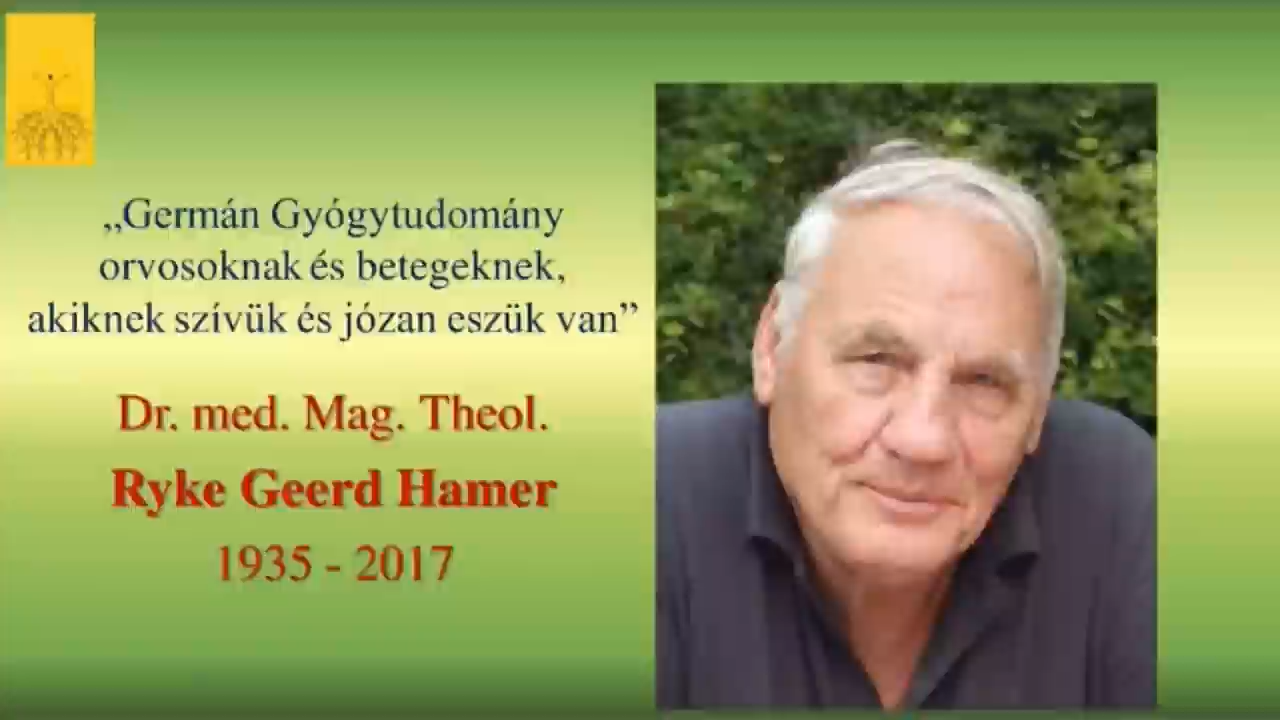 „Germán Gyógytudomány
orvosoknak és betegeknek,
akiknek szívük és józan eszük van”
Dr. med. Mag. Theol.
Ryke Geerd Hamer
1935 - 2017